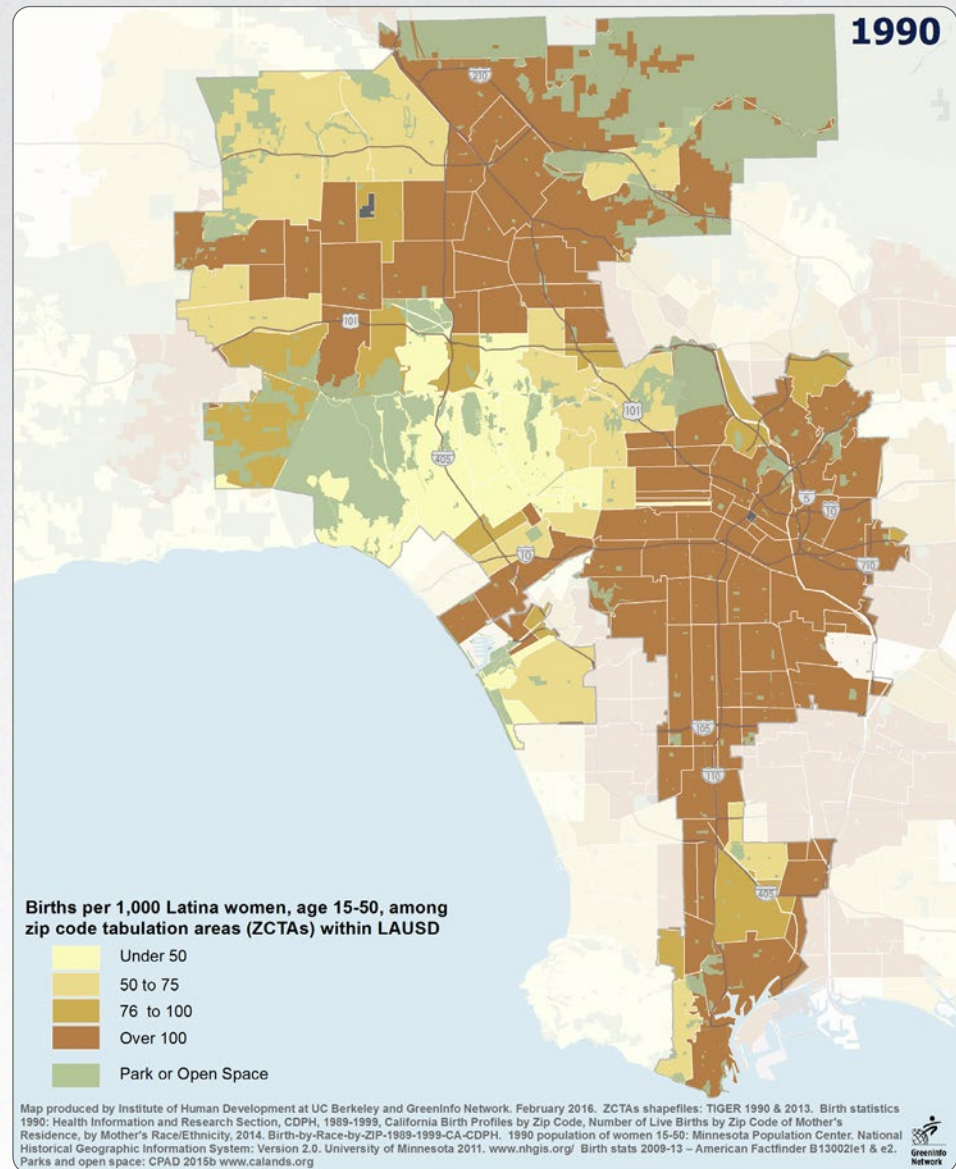 1990
210
101
405
101
5
10
10
710
105
110
405
Births per 1,000 Latina women, age 15-50, among
zip code tabulation areas (ZCTAs) within LAUSD
Under 50
50 to 75
76 to 100
Over 100
Park or Open Space
Map produced by Institute of Human Development at UC Berkeley and GreenInfo Network. February 2016. ZCTAs shapefiles: TIGER 1990 & 2013. Birth statistics
1990: Health Information and Research Section, CDPH, 1989-1999, California Birth Profiles by Zip Code, Number of Live Births by Zip Code of Mother's
Residence, by Mother's Race/Ethnicity, 2014. Birth-by-Race-by-ZIP-1989-1999-CA-CDPH. 1990 population of women 15-50: Minnesota Population Center. National
Historical Geographic Information System: Version 2.0. University of Minnesota 2011. www.nhgis.org/ Birth stats 2009-13 – American Factfinder B13002Ie1 & e2.
Parks and open space: CPAD 2015b www.calands.org
GreenInfo
Network